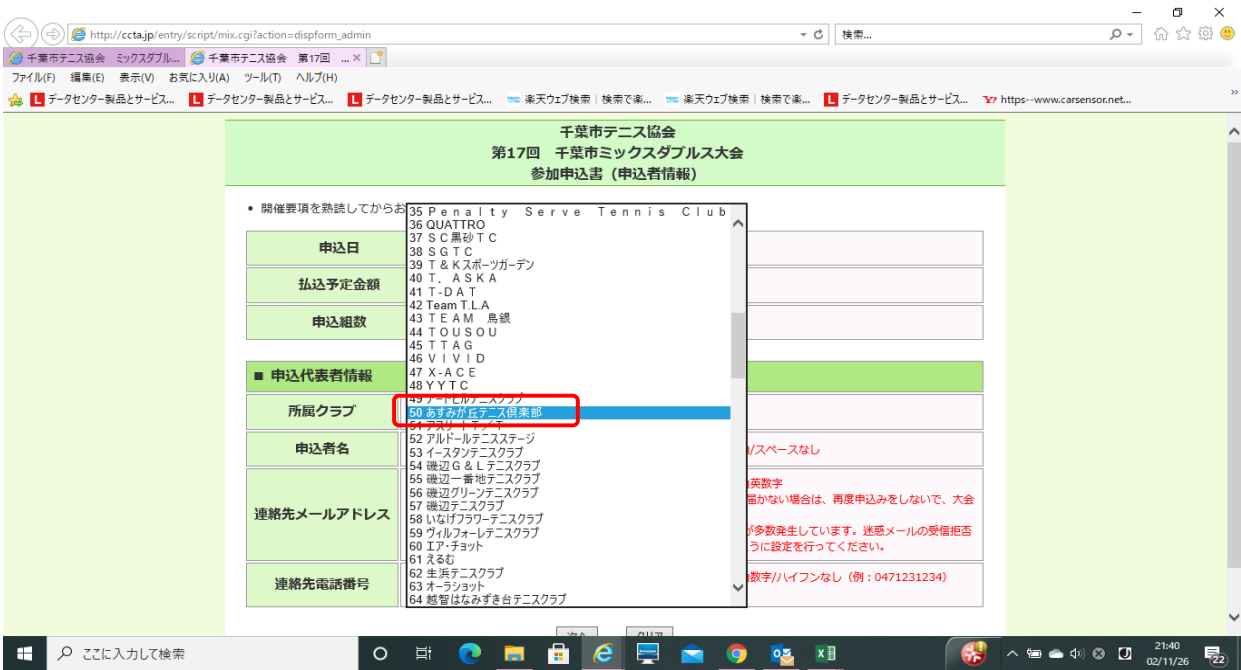 http://ccta.jp/entry/script/mix.cgi?action=dispform_admin
検索...
千葉市テニス協会 ミックスダブル...
千葉市テニス協会 第17回 ...
ファイル(F) 編集(E) 表示(V) お気に入り(A) ツール(T) ヘルプ(H)
データセンター製品とサービス... データセンター製品とサービス... データセンター製品とサービス... 楽天ウェブ検索 | 検索で楽... 楽天ウェブ検索 | 検索で楽... データセンター製品とサービス... https--www.carsensor.net...
千葉市テニス協会
第17回 千葉市ミックスダブルス大会
参加申込書（申込者情報）
• 開催要項を熟読してからお
申込日
払込予定金額
申込組数
■ 申込代表者情報
所属クラブ
申込者名
連絡先メールアドレス
連絡先電話番号
35 Ｐｅｎａｌｔｙ Ｓｅｒｖｅ Ｔｅｎｎｉｓ Ｃｌｕｂ
36 QUATTRO
37 ＳＣ黒砂ＴＣ
38 ＳＧＴＣ
39 Ｔ＆Ｋスポーツガーデン
40 Ｔ．ＡＳＫＡ
41 Ｔ-ＤＡＴ
42 Team T.L.A
43 ＴＥＡＭ 鳥銀
44 ＴＯＵＳＯＵ
45 ＴＴＡＧ
46 ＶＩＶＩＤ
47 Ｘ-ＡＣＥ
48 ＹＹＴＣ
49 アートヒルテニスクラブ
50 あすみが丘テニス倶楽部
52 アルドールテニスステージ
53 イースタンテニスクラブ
54 磯辺Ｇ＆Ｌテニスクラブ
55 磯辺一番地テニスクラブ
56 磯辺グリーンテニスクラブ
57 磯辺テニスクラブ
58 いなげフラワーテニスクラブ
59 ヴィルフォーレテニスクラブ
60 エア・チョット
61 えるむ
62 生浜テニスクラブ
63 オーラショット
64 越智はなみずき台テニスクラブ
/スペースなし
英数字
届かない場合は、再度申込みをしないで、大会
が多数発生しています。迷惑メールの受信拒否
うに設定を行ってください。
数字/ハイフンなし（例：0471231234）
次へ クリア
ここに入力して検索
21:40
02/11/26
22